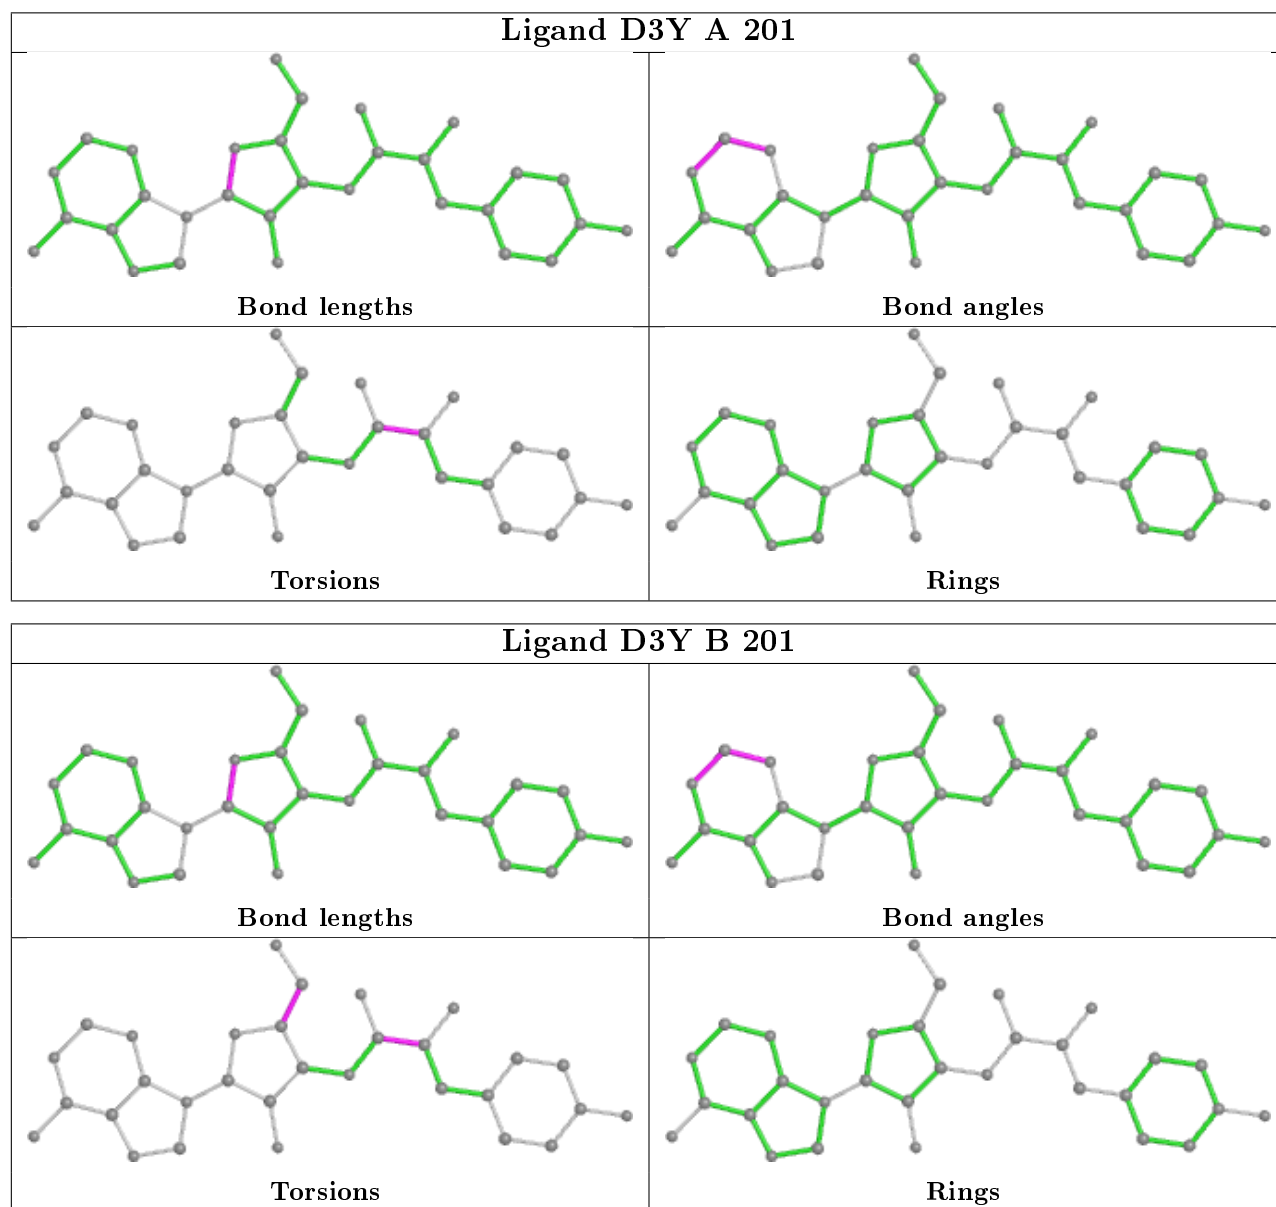 Ligand D3Y A 201
Bond lengths
Bond angles
Torsions
Rings
Ligand D3Y B 201
Bond lengths
Bond angles
Torsions
Rings